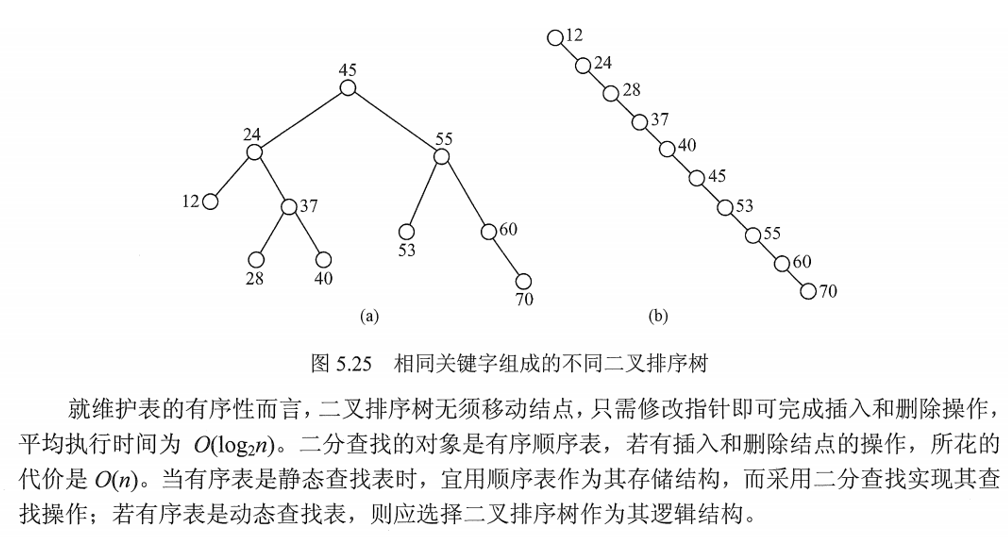 45
24
55
12
37
53
60
28
40
70
(a)
12
24
28
37
40
45
53
55
60
70
(b)
图 5.25 相同关键字组成的不同二叉排序树
就维护表的有序性而言，二叉排序树无须移动结点，只需修改指针即可完成插入和删除操作，
平均执行时间为 O(log₂n)。二分查找的对象是有序顺序表，若有插入和删除结点的操作，所花的
代价是 O(n)。当有序表是静态查找表时，宜用顺序表作为其存储结构，而采用二分查找实现其查
找操作；若有序表是动态查找表，则应选择二叉排序树作为其逻辑结构。